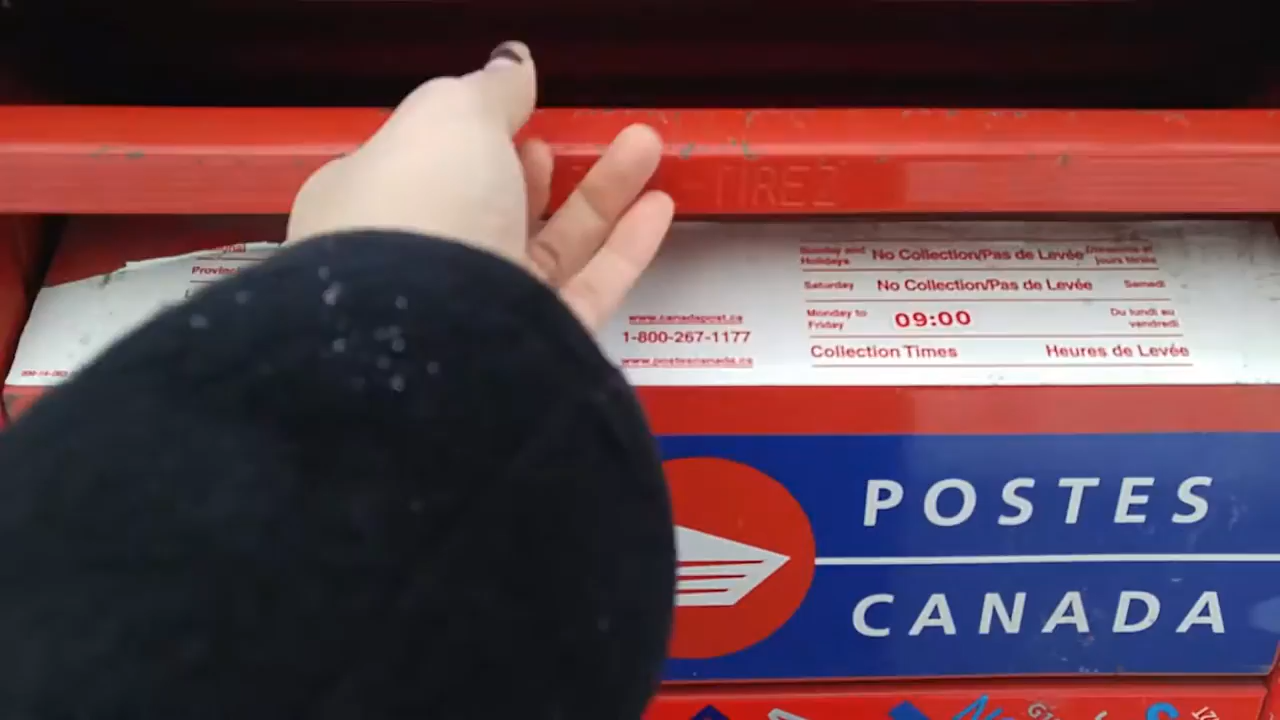 -TIREZ
Sunday and Holidays No Collection/Pas de Levée Dimanche et jours fériés
Provinc
Saturday No Collection/Pas de Levée Samedi
www.canadapost.ca
Monday to Friday 09:00 Du lundi au vendredi
1-800-267-1177
Collection Times Heures de Levée
www.postescanada.ca
POSTES
CANADA